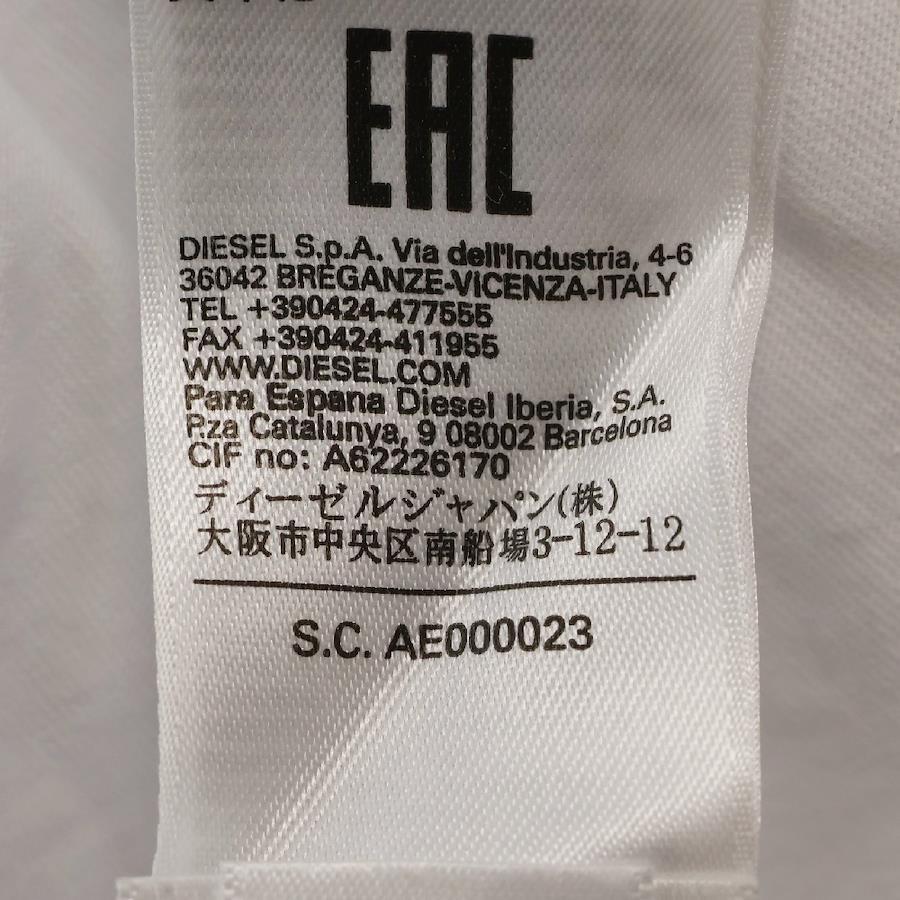 EAC
DIESEL S.p.A. Via dell'Industria, 4-6
36042 BREGANZE-VICENZA-ITALY
TEL +390424-477555
FAX +390424-411955
WWW.DIESEL.COM
Para Espana Diesel Iberia, S.A.
P.za Catalunya, 9 08002 Barcelona
CIF no: A62226170
ディーゼルジャパン(株)
大阪市中央区南船場3-12-12
S.C. AE000023